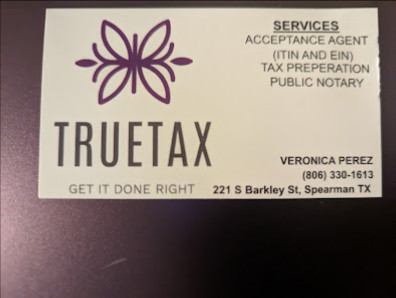 SERVICES
ACCEPTANCE AGENT
(ITIN AND EIN)
TAX PREPERATION
PUBLIC NOTARY
TRUETAX
GET IT DONE RIGHT
VERONICA PEREZ
(806) 330-1613
221 S Barkley St, Spearman TX